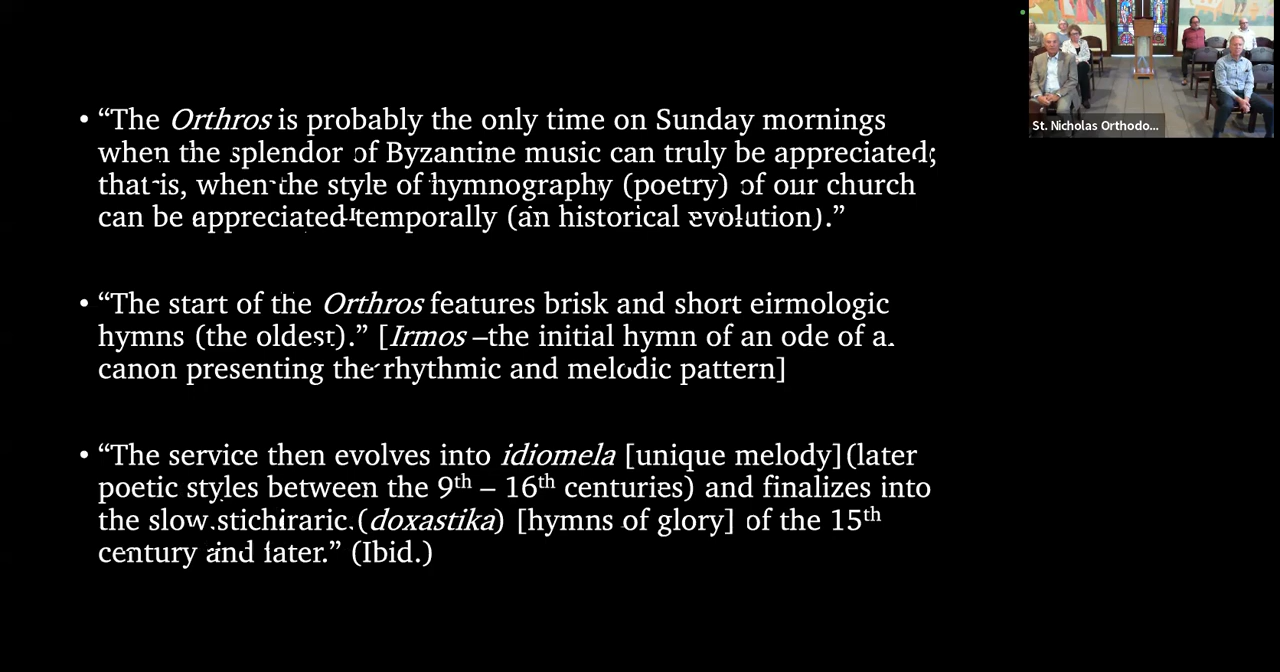 • “The Orthros is probably the only time on Sunday mornings
when the splendor of Byzantine music can truly be appreciated;
that is, when the style of hymnography (poetry) of our church
can be appreciated temporally (an historical evolution).”
• “The start of the Orthros features brisk and short eirmologic
hymns (the oldest).” [Irmos –the initial hymn of an ode of a
canon presenting the rhythmic and melodic pattern]
• “The service then evolves into idiomela [unique melody](later
poetic styles between the 9th – 16th centuries) and finalizes into
the slow stichiraric (doxastika) [hymns of glory] of the 15th
century and later.” (Ibid.)
St. Nicholas Orthodo...